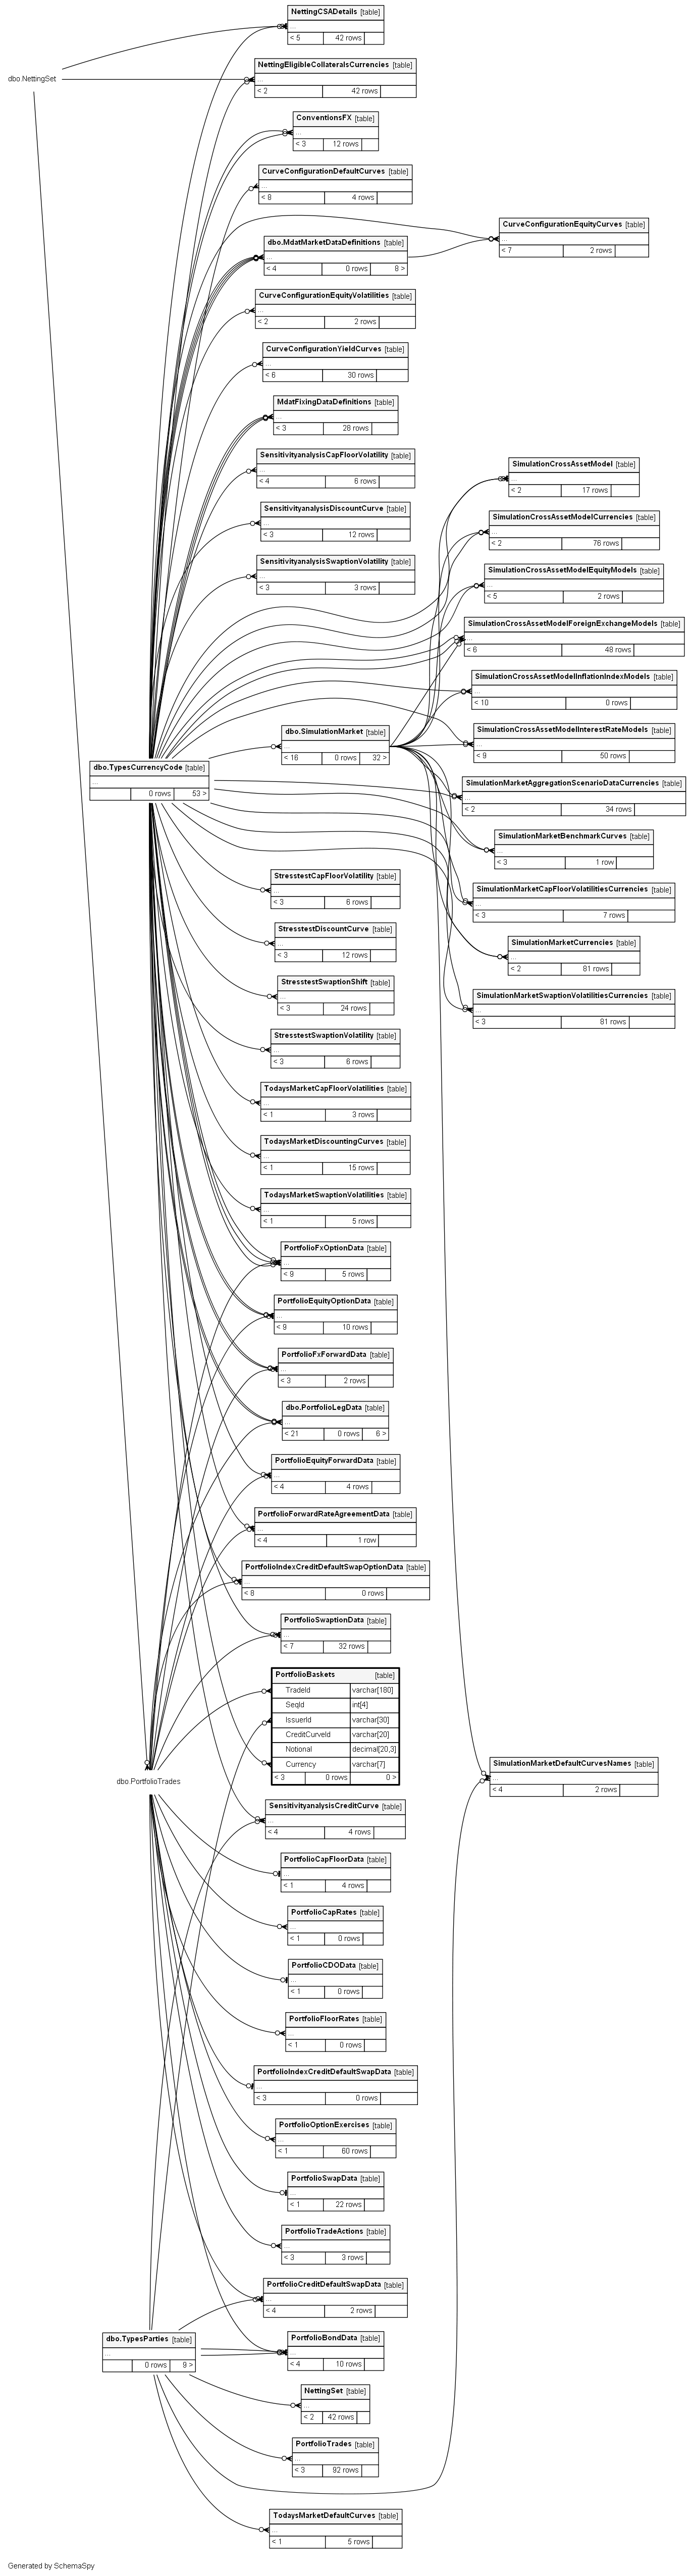 NettingCSADetails [table]
...
< 5 42 rows
NettingEligibleCollateralsCurrencies [table]
...
< 2 42 rows
dbo.NettingSet
ConventionsFX [table]
...
< 3 12 rows
CurveConfigurationDefaultCurves [table]
...
< 8 4 rows
CurveConfigurationEquityCurves [table]
...
< 7 2 rows
dbo.MdatMarketDataDefinitions [table]
...
< 4 0 rows 8 >
CurveConfigurationEquityVolatilities [table]
...
< 2 2 rows
CurveConfigurationYieldCurves [table]
...
< 6 30 rows
MdatFixingDataDefinitions [table]
...
< 3 28 rows
SensitivityanalysisCapFloorVolatility [table]
...
< 4 6 rows
SimulationCrossAssetModel [table]
...
< 2 17 rows
SensitivityanalysisDiscountCurve [table]
...
< 3 12 rows
SimulationCrossAssetModelCurrencies [table]
...
< 2 76 rows
SensitivityanalysisSwaptionVolatility [table]
...
< 3 3 rows
SimulationCrossAssetModelEquityModels [table]
...
< 5 2 rows
SimulationCrossAssetModelForeignExchangeModels [table]
...
< 6 48 rows
SimulationCrossAssetModelInflationIndexModels [table]
...
< 10 0 rows
dbo.SimulationMarket [table]
...
< 16 0 rows 32 >
SimulationCrossAssetModelInterestRateModels [table]
...
< 9 50 rows
dbo.TypesCurrencyCode [table]
...
0 rows 53 >
SimulationMarketAggregationScenarioDataCurrencies [table]
...
< 2 34 rows
SimulationMarketBenchmarkCurves [table]
...
< 3 1 row
StresstestCapFloorVolatility [table]
...
< 3 6 rows
SimulationMarketCapFloorVolatilitiesCurrencies [table]
...
< 3 7 rows
StresstestDiscountCurve [table]
...
< 3 12 rows
SimulationMarketCurrencies [table]
...
< 2 81 rows
StresstestSwaptionShift [table]
...
< 3 24 rows
SimulationMarketSwaptionVolatilitiesCurrencies [table]
...
< 3 81 rows
StresstestSwaptionVolatility [table]
...
< 3 6 rows
TodaysMarketCapFloorVolatilities [table]
...
< 1 3 rows
TodaysMarketDiscountingCurves [table]
...
< 1 15 rows
TodaysMarketSwaptionVolatilities [table]
...
< 1 5 rows
PortfolioFxOptionData [table]
...
< 9 5 rows
PortfolioEquityOptionData [table]
...
< 9 10 rows
PortfolioFxForwardData [table]
...
< 3 2 rows
dbo.PortfolioLegData [table]
...
< 21 0 rows 6 >
PortfolioEquityForwardData [table]
...
< 4 4 rows
PortfolioForwardRateAgreementData [table]
...
< 4 1 row
PortfolioIndexCreditDefaultSwapOptionData [table]
...
< 8 0 rows
PortfolioSwaptionData [table]
...
< 7 32 rows
PortfolioBaskets [table]
TradeId varchar[180]
SeqId int[4]
IssuerId varchar[30]
CreditCurveId varchar[20]
Notional decimal[20,3]
Currency varchar[7]
< 3 0 rows 0 >
dbo.PortfolioTrades
SimulationMarketDefaultCurvesNames [table]
...
< 4 2 rows
SensitivityanalysisCreditCurve [table]
...
< 4 4 rows
PortfolioCapFloorData [table]
...
< 1 4 rows
PortfolioCapRates [table]
...
< 1 0 rows
PortfolioCDOData [table]
...
< 1 0 rows
PortfolioFloorRates [table]
...
< 1 0 rows
PortfolioIndexCreditDefaultSwapData [table]
...
< 3 0 rows
PortfolioOptionExercises [table]
...
< 1 60 rows
PortfolioSwapData [table]
...
< 1 22 rows
PortfolioTradeActions [table]
...
< 3 3 rows
PortfolioCreditDefaultSwapData [table]
...
< 4 2 rows
dbo.TypesParties [table]
...
0 rows 9 >
PortfolioBondData [table]
...
< 4 10 rows
NettingSet [table]
...
< 2 42 rows
PortfolioTrades [table]
...
< 3 92 rows
TodaysMarketDefaultCurves [table]
...
< 1 5 rows
Generated by SchemaSpy